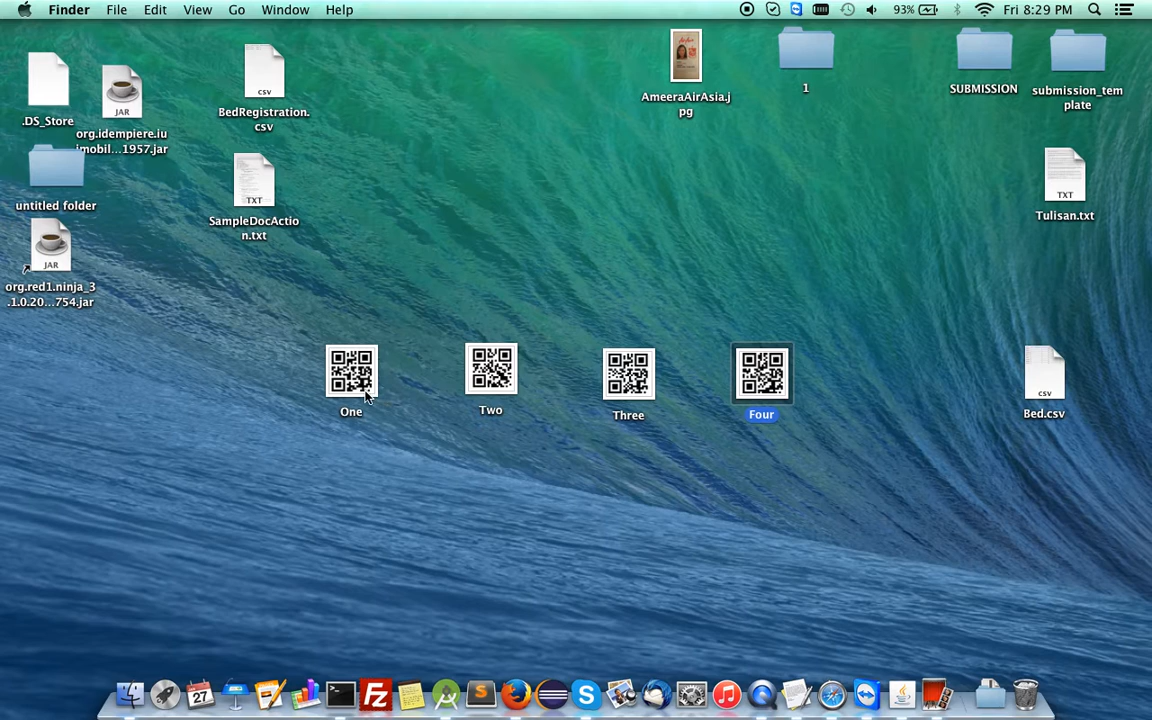 Finder File Edit View Go Window Help
93% Fri 8:29 PM
.DS_Store
JAR
org.idempiere.iu
imobil...1957.jar
csv
BedRegistration.
csv
AmeeraAirAsia.j
pg
1
SUBMISSION
submission_tem
plate
untitled folder
TXT
SampleDocActio
n.txt
TXT
Tulisan.txt
JAR
org.red1.ninja_3
.1.0.20...754.jar
One
Two
Three
Four
csv
Bed.csv
27